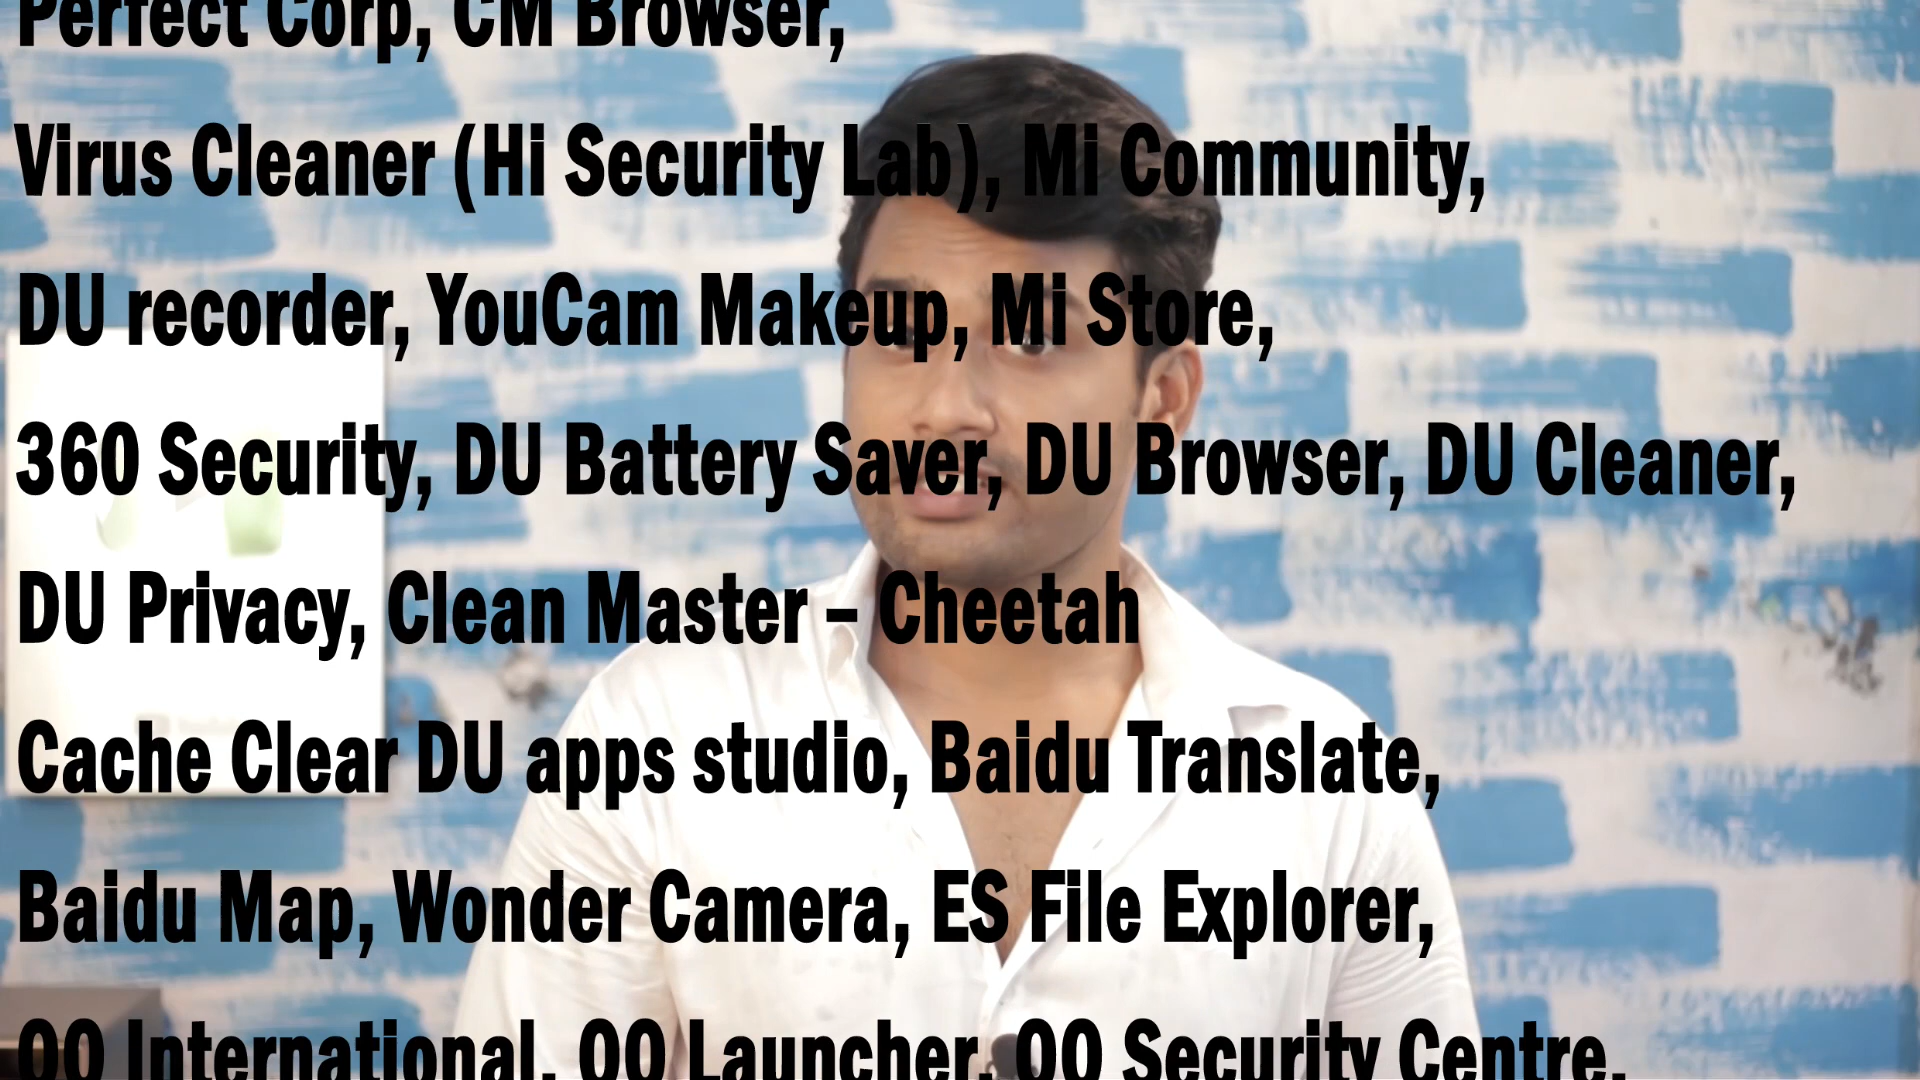 Perfect Corp, CM Browser,
Virus Cleaner (Hi Security Lab), Mi Community,
DU recorder, YouCam Makeup, Mi Store,
360 Security, DU Battery Saver, DU Browser, DU Cleaner,
DU Privacy, Clean Master – Cheetah
Cache Clear DU apps studio, Baidu Translate,
Baidu Map, Wonder Camera, ES File Explorer,
QQ International, QQ Launcher, QQ Security Centre,